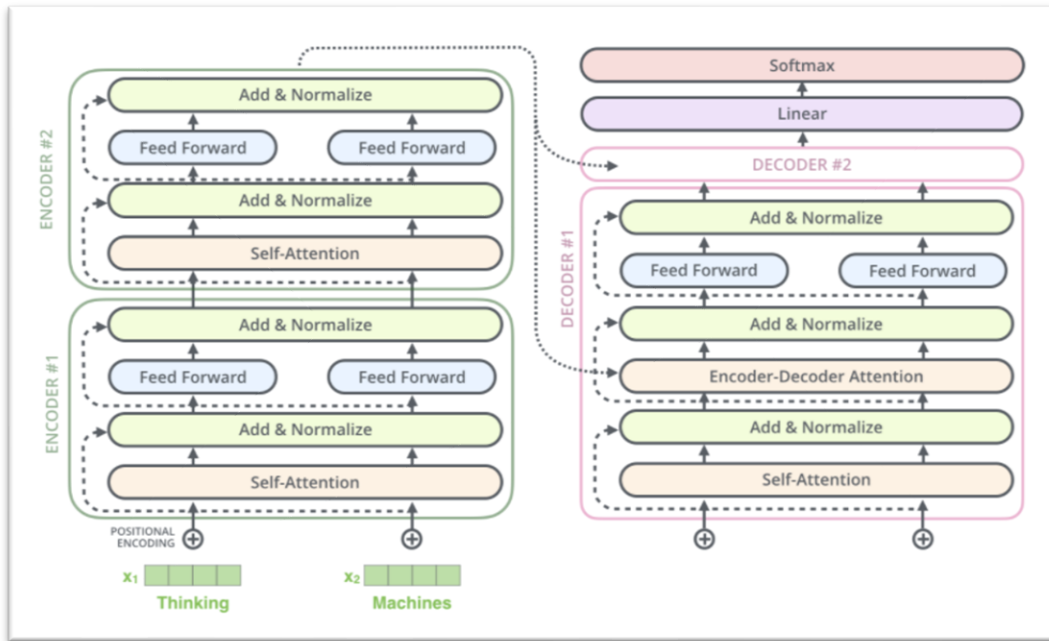 ENCODER #2
Add & Normalize
Feed Forward Feed Forward
Add & Normalize
Self-Attention
ENCODER #1
Add & Normalize
Feed Forward Feed Forward
Add & Normalize
Self-Attention
POSITIONAL
ENCODING
x₁ x₂
Thinking Machines
Softmax
Linear
DECODER #2
DECODER #1
Add & Normalize
Feed Forward Feed Forward
Add & Normalize
Encoder-Decoder Attention
Add & Normalize
Self-Attention